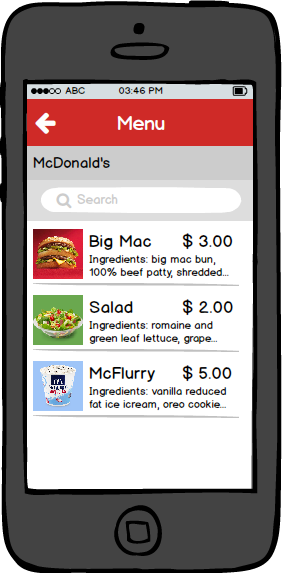 ABC 03:46 PM
Menu
McDonald's
Search
Big Mac $ 3.00
Ingredients: big mac bun,
100% beef patty, shredded...
Salad $ 2.00
Ingredients: romaine and
green leaf lettuce, grape...
McFlurry $ 5.00
Ingredients: vanilla reduced
fat ice icream, oreo cookie...